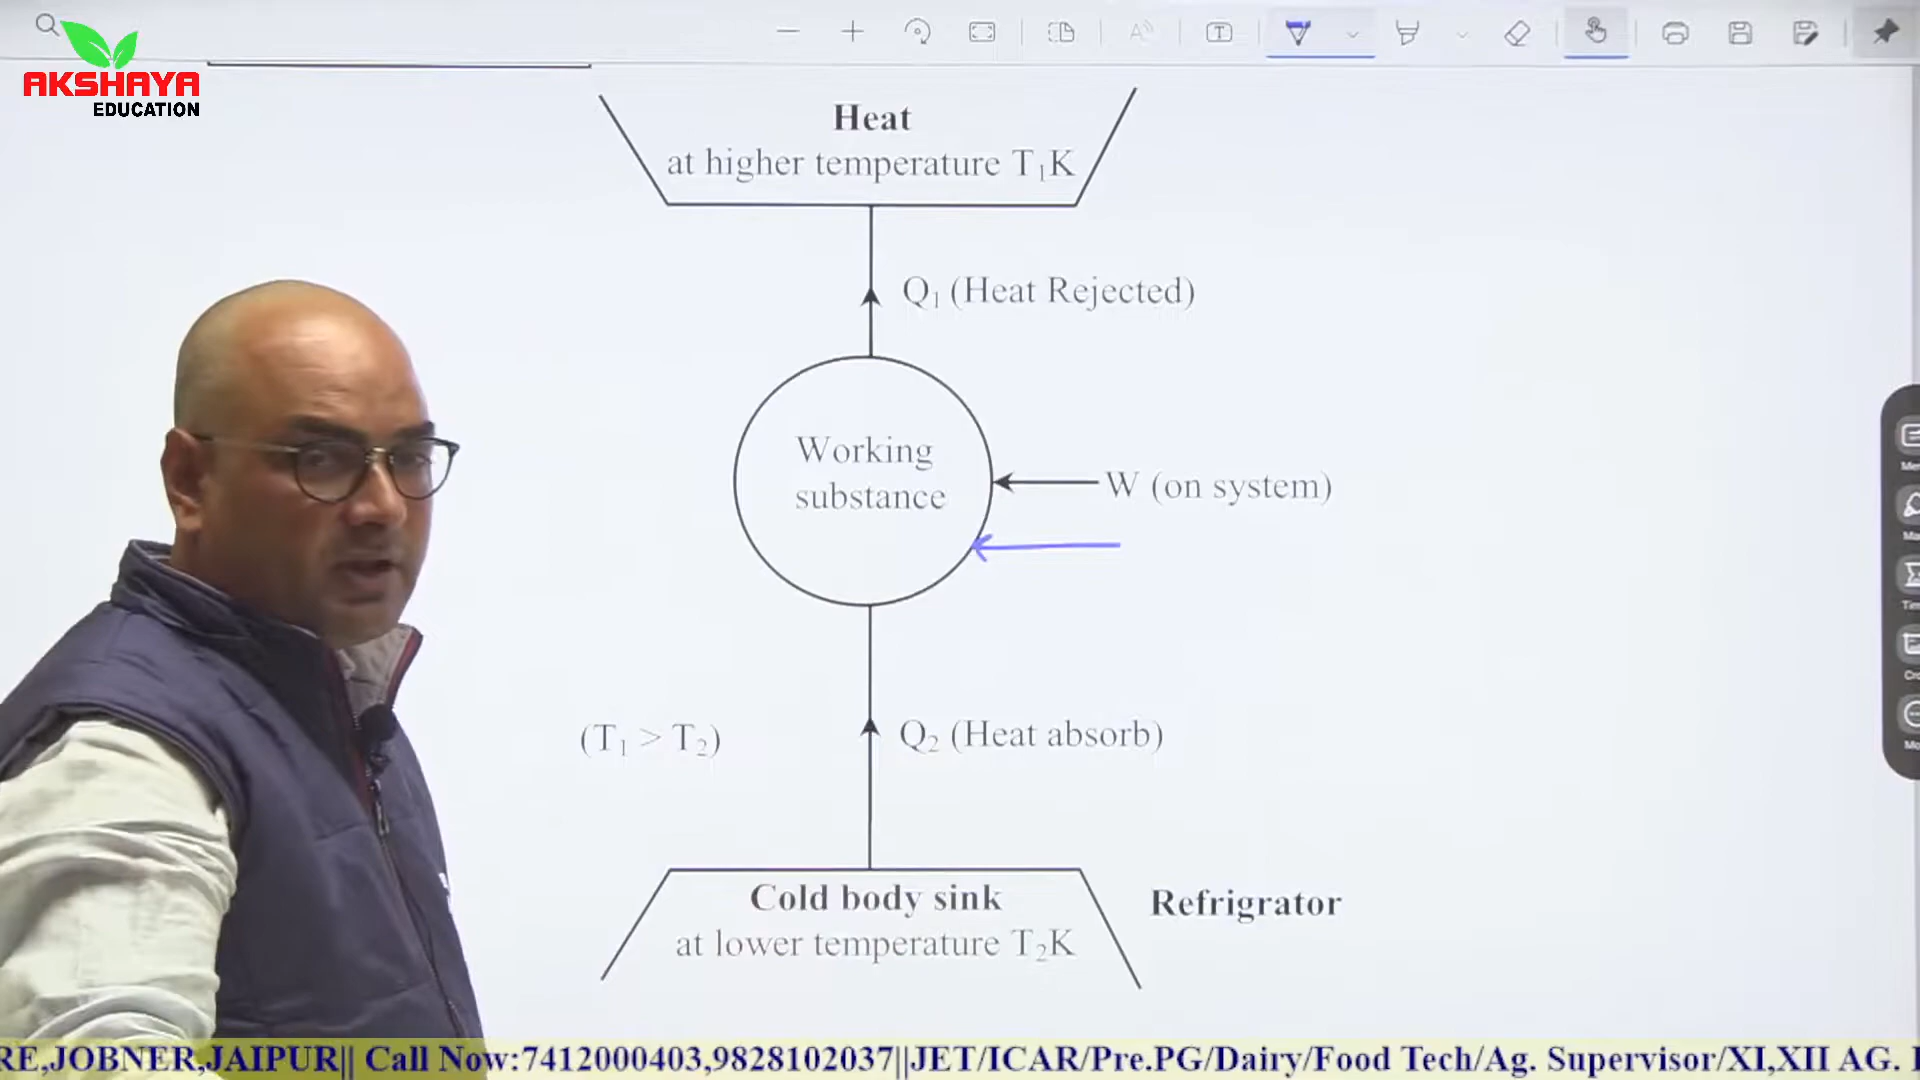 AKSHAYA
EDUCATION
Heat
at higher temperature T₁K
Q₁ (Heat Rejected)
Working
substance
W (on system)
(T₁ > T₂)
Q₂ (Heat absorb)
Cold body sink
at lower temperature T₂K
Refrigrator
RE,JOBNER,JAIPUR|| Call Now:7412000403,9828102037||JET/ICAR/Pre.PG/Dairy/Food Tech/Ag. Supervisor/XI,XII AG.